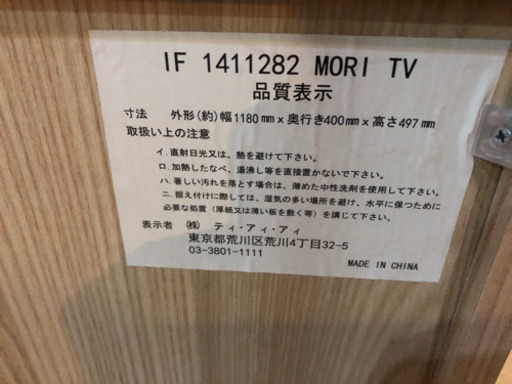 IF 1411282 MORI TV
品質表示
寸法 外形(約)幅1180mm×奥行き400mm×高さ497mm
取扱い上の注意
イ.直射日光又は、熱を避けて下さい。
ロ.加熱したなべ、湯沸し等を直接置かないで下さい。
ハ.著しい汚れを落とす場合は、薄めた中性洗剤を使用して下さい。
ニ.据え付けに際しては、湿気の多い場所を避け、水平に保つために
必要な処置(厚紙又は薄い板を敷く等)を講じて下さい。
表示者 (株) ティ・アイ・アイ
東京都荒川区荒川4丁目32-5
03-3801-1111
MADE IN CHINA